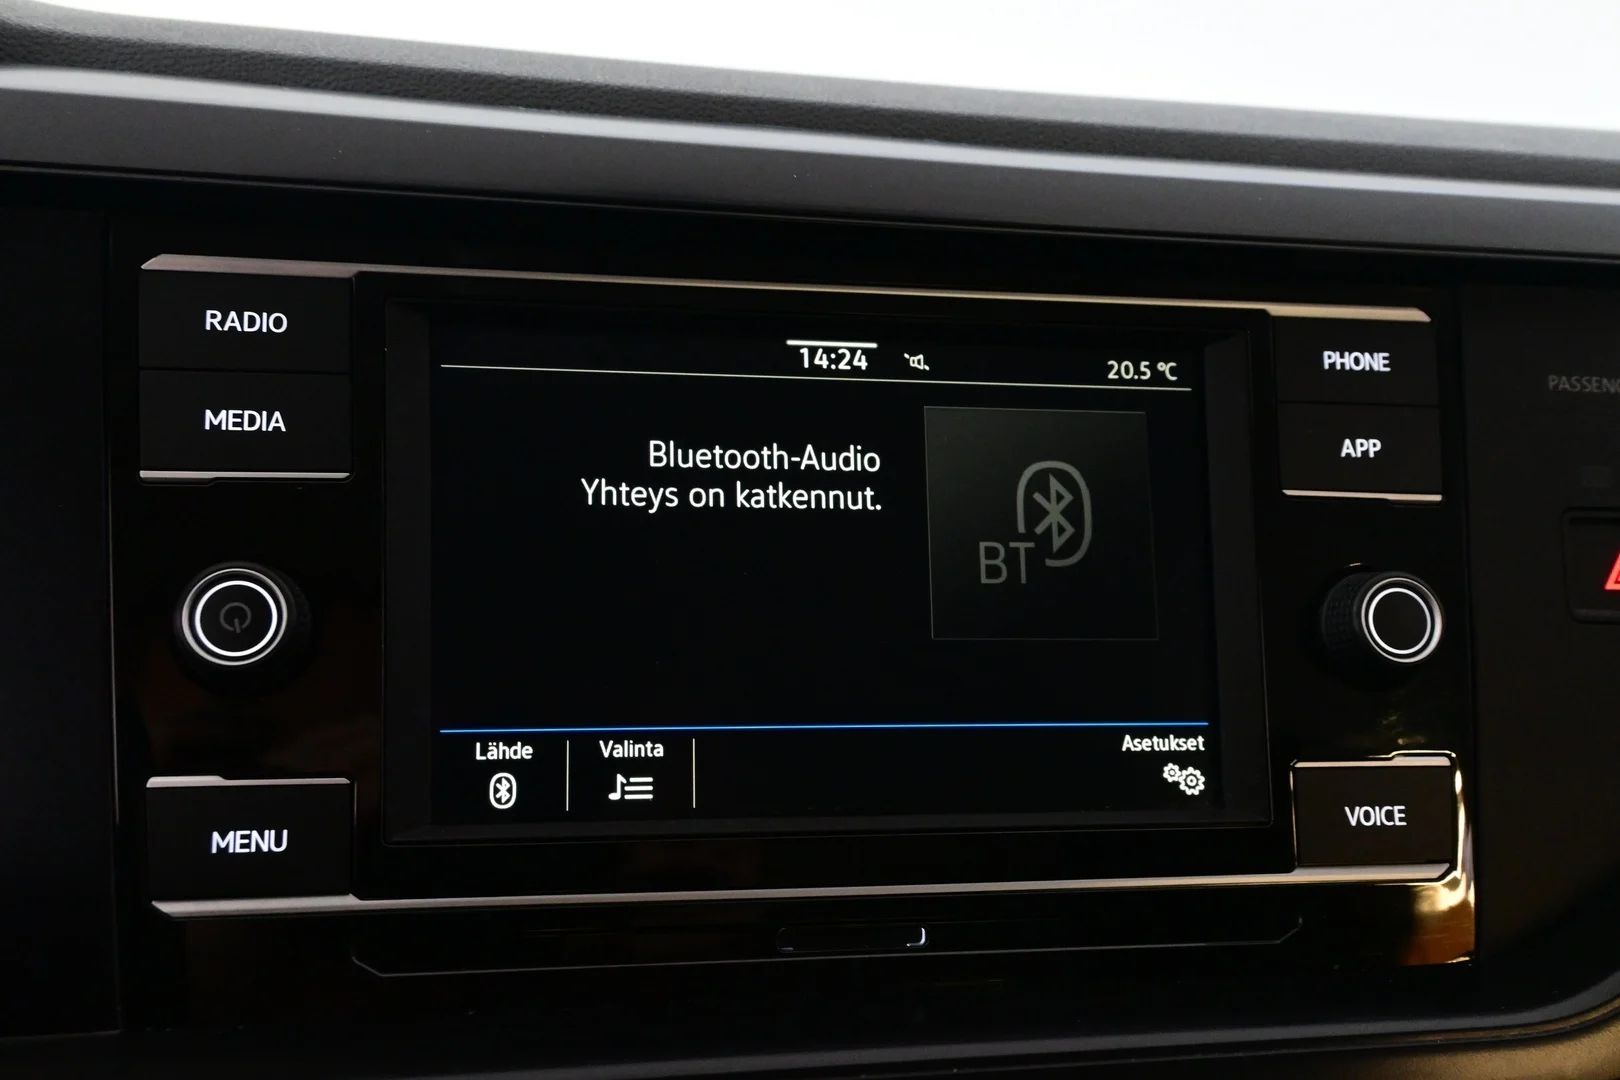 RADIO
MEDIA
MENU
14:24
20.5 °C
Bluetooth-Audio
Yhteys on katkennut.
BT
Lähde
Valinta
Asetukset
PHONE
APP
VOICE